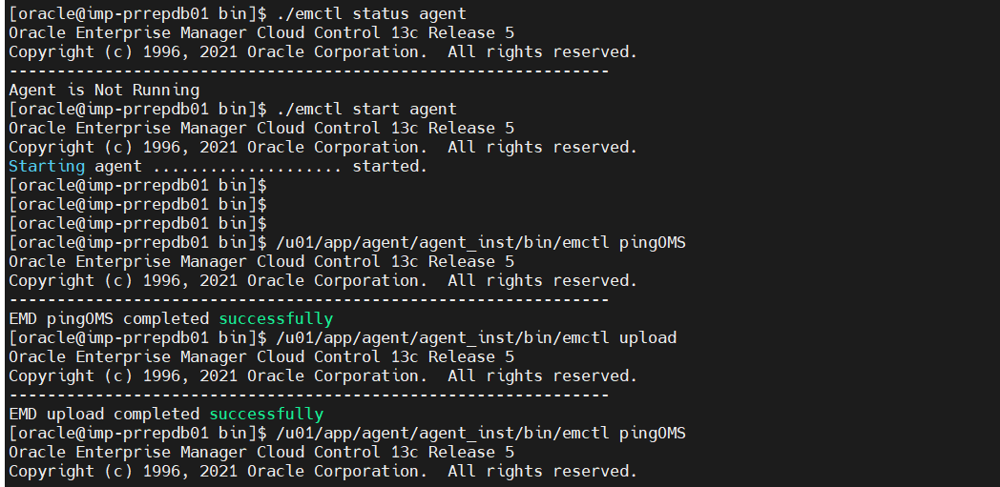 [oracle@imp-prrepdb01 bin]$ ./emctl status agent
Oracle Enterprise Manager Cloud Control 13c Release 5
Copyright (c) 1996, 2021 Oracle Corporation.  All rights reserved.
---------------------------------------------------------------
Agent is Not Running
[oracle@imp-prrepdb01 bin]$ ./emctl start agent
Oracle Enterprise Manager Cloud Control 13c Release 5
Copyright (c) 1996, 2021 Oracle Corporation.  All rights reserved.
Starting agent .................... started.
[oracle@imp-prrepdb01 bin]$
[oracle@imp-prrepdb01 bin]$
[oracle@imp-prrepdb01 bin]$
[oracle@imp-prrepdb01 bin]$ /u01/app/agent/agent_inst/bin/emctl pingOMS
Oracle Enterprise Manager Cloud Control 13c Release 5
Copyright (c) 1996, 2021 Oracle Corporation.  All rights reserved.
---------------------------------------------------------------
EMD pingOMS completed successfully
[oracle@imp-prrepdb01 bin]$ /u01/app/agent/agent_inst/bin/emctl upload
Oracle Enterprise Manager Cloud Control 13c Release 5
Copyright (c) 1996, 2021 Oracle Corporation.  All rights reserved.
---------------------------------------------------------------
EMD upload completed successfully
[oracle@imp-prrepdb01 bin]$ /u01/app/agent/agent_inst/bin/emctl pingOMS
Oracle Enterprise Manager Cloud Control 13c Release 5
Copyright (c) 1996, 2021 Oracle Corporation.  All rights reserved.